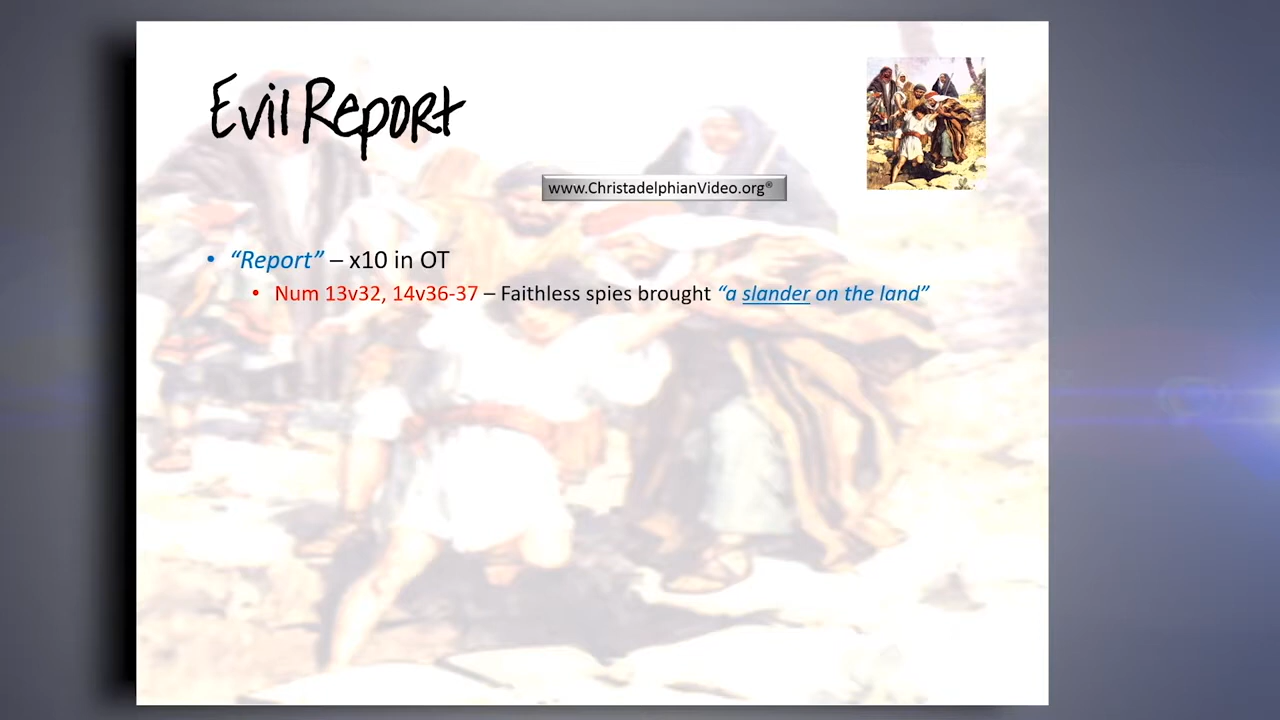 Evil Report
www.ChristadelphianVideo.org®
• “Report” – x10 in OT
• Num 13v32, 14v36-37 – Faithless spies brought “a slander on the land”